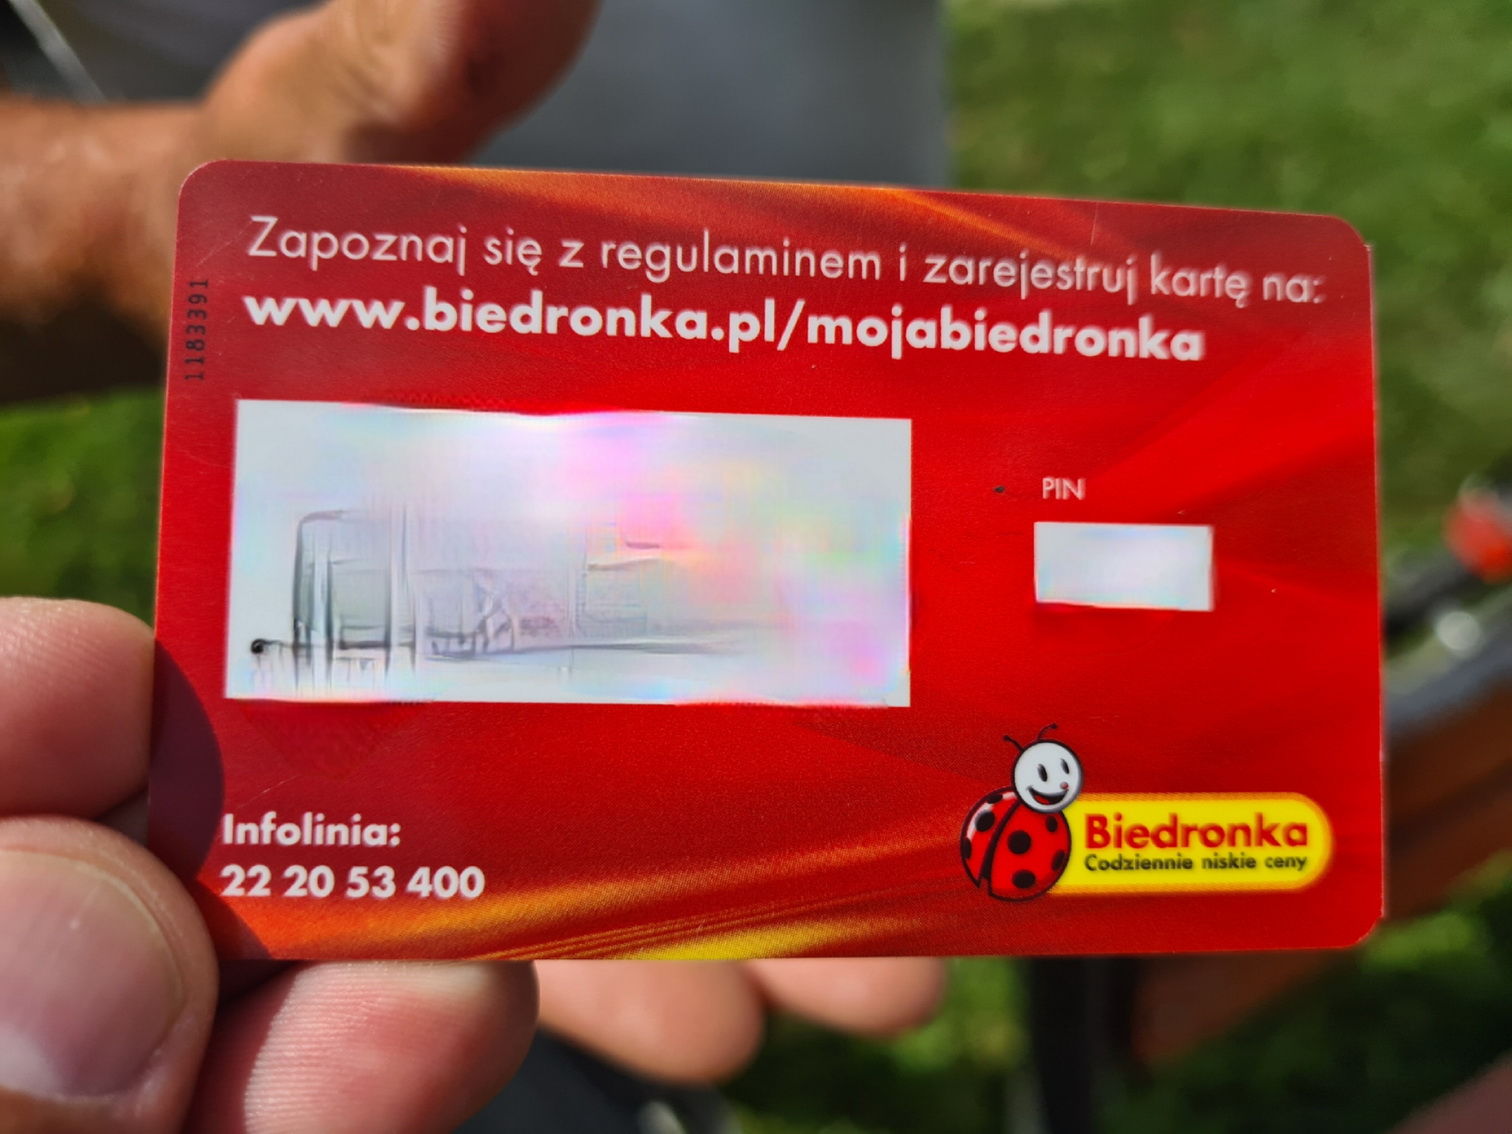 Zapoznaj się z regulaminem i zarejestruj kartę na:
www.biedronka.pl/mojabiedronka
1183391
PIN
Infolinia:
22 20 53 400
Biedronka
Codziennie niskie ceny